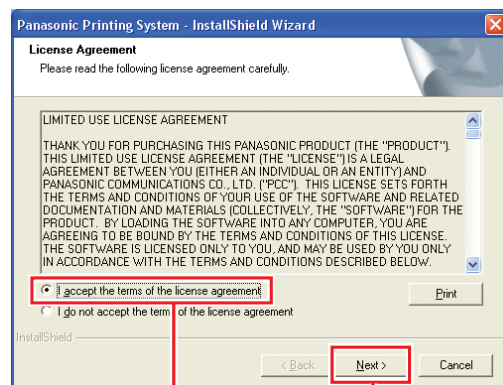 Panasonic Printing System - InstallShield Wizard
License Agreement
Please read the following license agreement carefully.
LIMITED USE LICENSE AGREEMENT
THANK YOU FOR PURCHASING THIS PANASONIC PRODUCT (THE "PRODUCT").
THIS LIMITED USE LICENSE AGREEMENT (THE "LICENSE") IS A LEGAL
AGREEMENT BETWEEN YOU (EITHER AN INDIVIDUAL OR AN ENTITY) AND
PANASONIC COMMUNICATIONS CO., LTD. ("PCC"). THIS LICENSE SETS FORTH
THE TERMS AND CONDITIONS OF YOUR USE OF THE SOFTWARE AND RELATED
DOCUMENTATION AND MATERIALS (COLLECTIVELY, THE "SOFTWARE") FOR THE
PRODUCT. BY LOADING THE SOFTWARE INTO ANY COMPUTER, YOU ARE
AGREEING TO BE BOUND BY THE TERMS AND CONDITIONS OF THIS LICENSE.
THE SOFTWARE IS LICENSED ONLY TO YOU, AND MAY BE USED BY YOU ONLY
IN ACCORDANCE WITH THE TERMS AND CONDITIONS DESCRIBED BELOW.
I accept the terms of the license agreement
Print
I do not accept the terms of the license agreement
InstallShield
< Back Next > Cancel